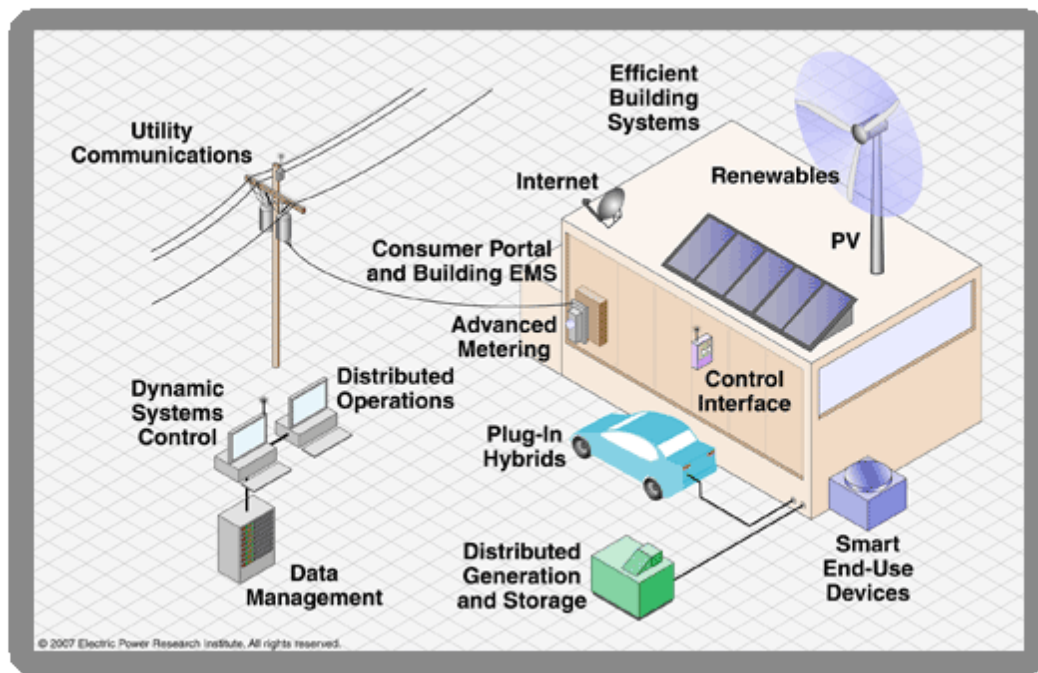 Efficient
Building
Systems
Utility
Communications
Internet
Renewables
PV
Consumer Portal
and Building EMS
Advanced
Metering
Control
Interface
Dynamic
Systems
Control
Distributed
Operations
Plug-In
Hybrids
Data
Management
Distributed
Generation
and Storage
Smart
End-Use
Devices
© 2007 Electric Power Research Institute. All rights reserved.